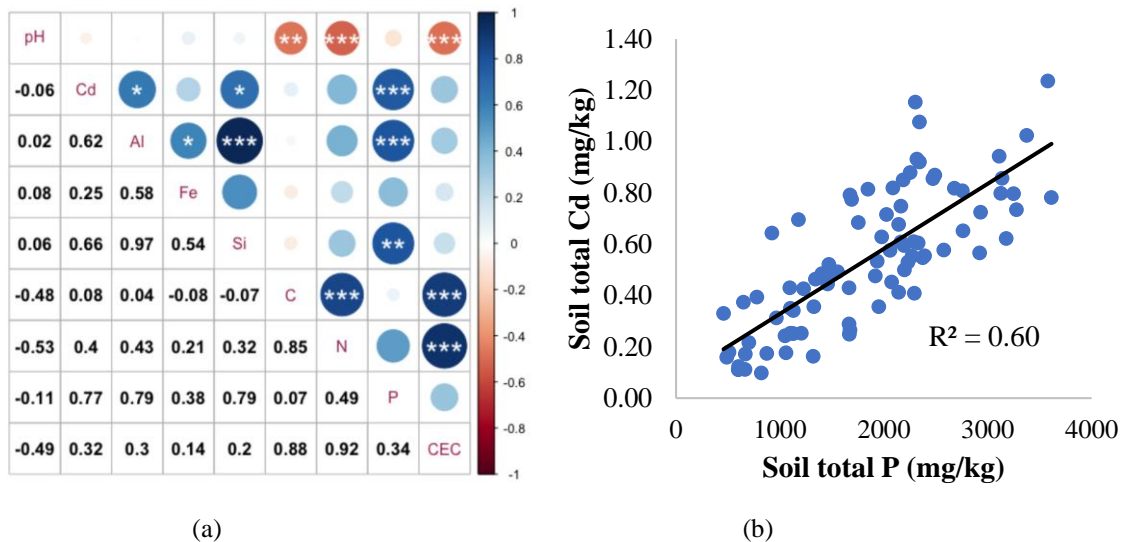 pH ** *** ***
-0.06 Cd * * ***
0.02 0.62 Al * *** ***
0.08 0.25 0.58 Fe
0.06 0.66 0.97 0.54 Si **
-0.48 0.08 0.04 -0.08 -0.07 C *** ***
-0.53 0.4 0.43 0.21 0.32 0.85 N ***
-0.11 0.77 0.79 0.38 0.79 0.07 0.49 P
-0.49 0.32 0.3 0.14 0.2 0.88 0.92 0.34 CEC
1
0.8
0.6
0.4
0.2
0
-0.2
-0.4
-0.6
-0.8
-1
(a)
Soil total Cd (mg/kg)
1.40
1.20
1.00
0.80
0.60
0.40
0.20
0.00
R² = 0.60
0 1000 2000 3000 4000
Soil total P (mg/kg)
(b)